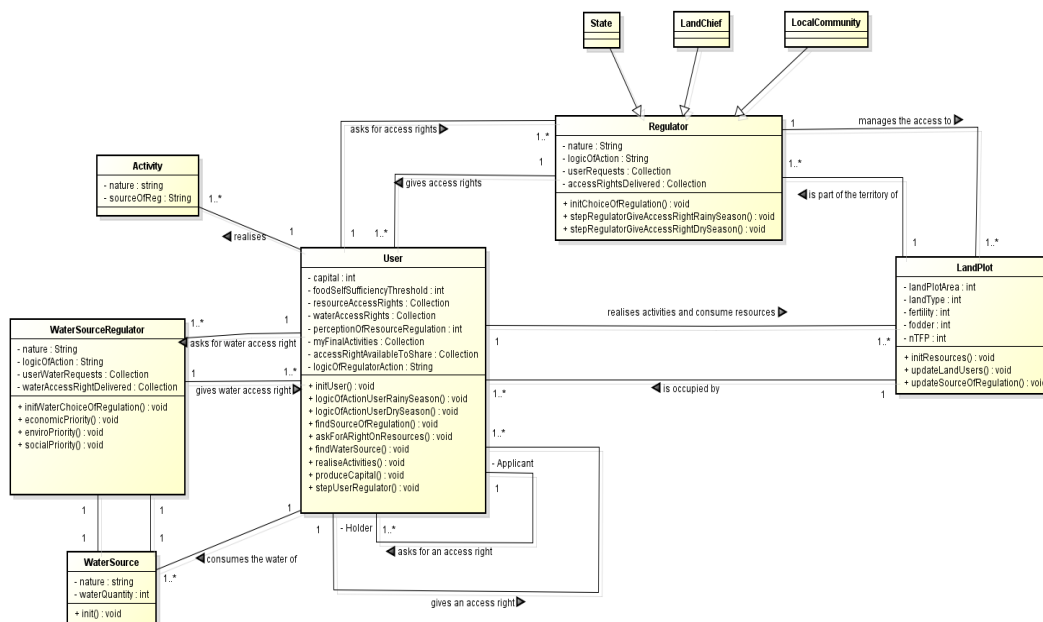 State
LandChief
LocalCommunity
Regulator
- nature : String
- logicOfAction : String
- userRequests : Collection
- accessRightsDelivered : Collection
+ initChoiceOfRegulation() : void
+ stepRegulatorGiveAccessRightRainySeason() : void
+ stepRegulatorGiveAccessRightDrySeason() : void
asks for access rights
1..*
1
gives access rights
1
1..*
1
manages the access to
1..*
is part of the territory of
1
1..*
Activity
- nature : string
- sourceOfReg : String
1..*
1
realises
User
- capital : int
- foodSelfSufficiencyThreshold : int
- resourceAccessRights : Collection
- waterAccessRights : Collection
- perceptionOfResourceRegulation : int
- myFinalActivities : Collection
- accessRightAvailableToShare : Collection
- logicOfRegulatorAction : String
+ initUser() : void
+ logicOfActionUserRainySeason() : void
+ logicOfActionUserDrySeason() : void
+ findSourceOfRegulation() : void
+ askForARightOnResources() : void
+ findWaterSource() : void
+ realiseActivities() : void
+ produceCapital() : void
+ stepUserRegulator() : void
LandPlot
- landPlotArea : int
- landType : int
- fertility : int
- fodder : int
- nTFP : int
+ initResources() : void
+ updateLandUsers() : void
+ updateSourceOfRegulation() : void
realises activities and consume resources
1
1..*
is occupied by
1..*
1
WaterSourceRegulator
- nature : String
- logicOfAction : String
- userWaterRequests : Collection
- waterAccessRightDelivered : Collection
+ initWaterChoiceOfRegulation() : void
+ economicPriority() : void
+ enviroPriority() : void
+ socialPriority() : void
1..*
1
asks for water access right
1
1..*
gives water access right
1..*
- Applicant
1
- Holder
1..*
1
asks for an access right
gives an access right
1
1
1
1
1
consumes the water of
1..*
WaterSource
- nature : string
- waterQuantity : int
+ init() : void